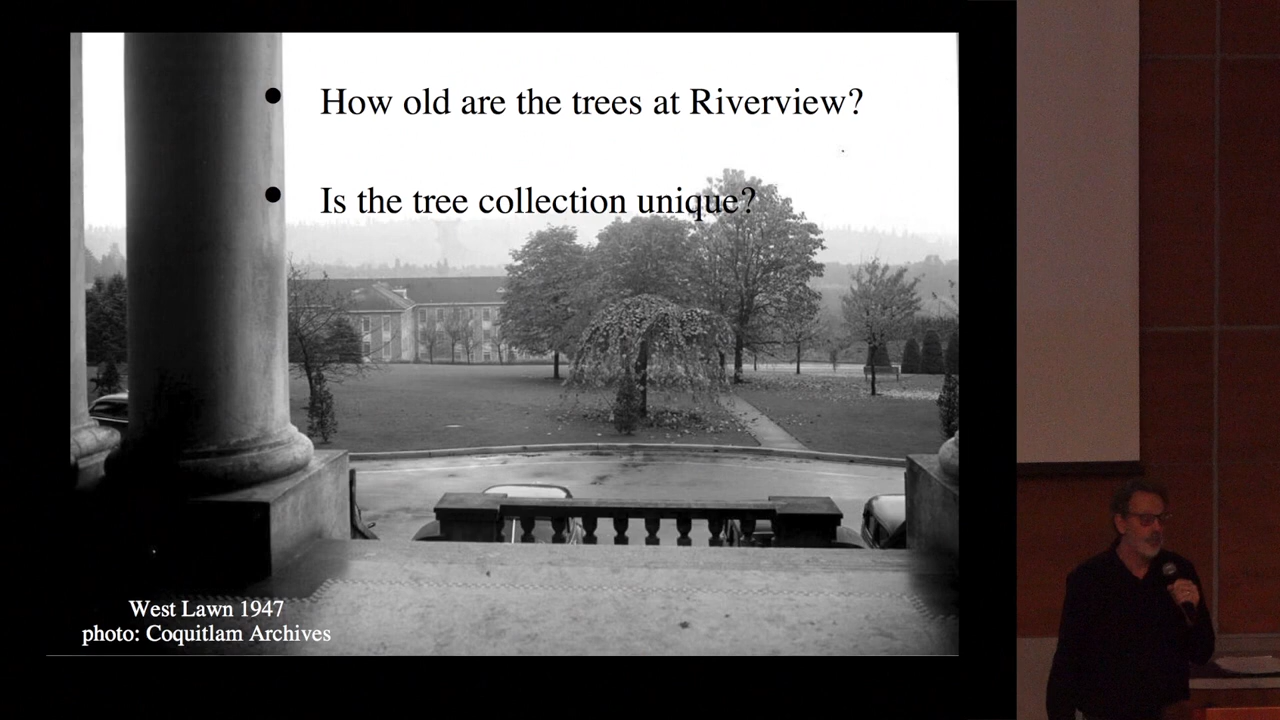 • How old are the trees at Riverview?
• Is the tree collection unique?
West Lawn 1947
photo: Coquitlam Archives